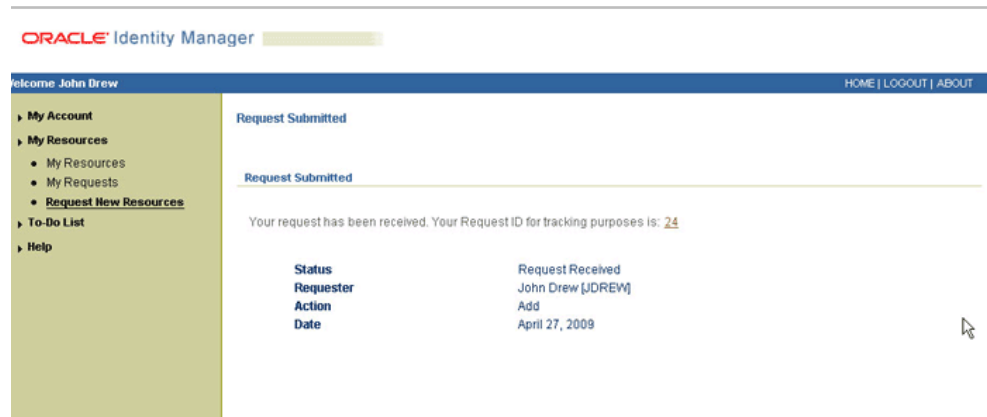 ORACLE Identity Manager
Welcome John Drew
HOME | LOGOUT | ABOUT
My Account
My Resources
My Resources
My Requests
Request New Resources
To-Do List
Help
Request Submitted
Request Submitted
Your request has been received. Your Request ID for tracking purposes is: 24
Status Request Received
Requester John Drew [JDREW]
Action Add
Date April 27, 2009